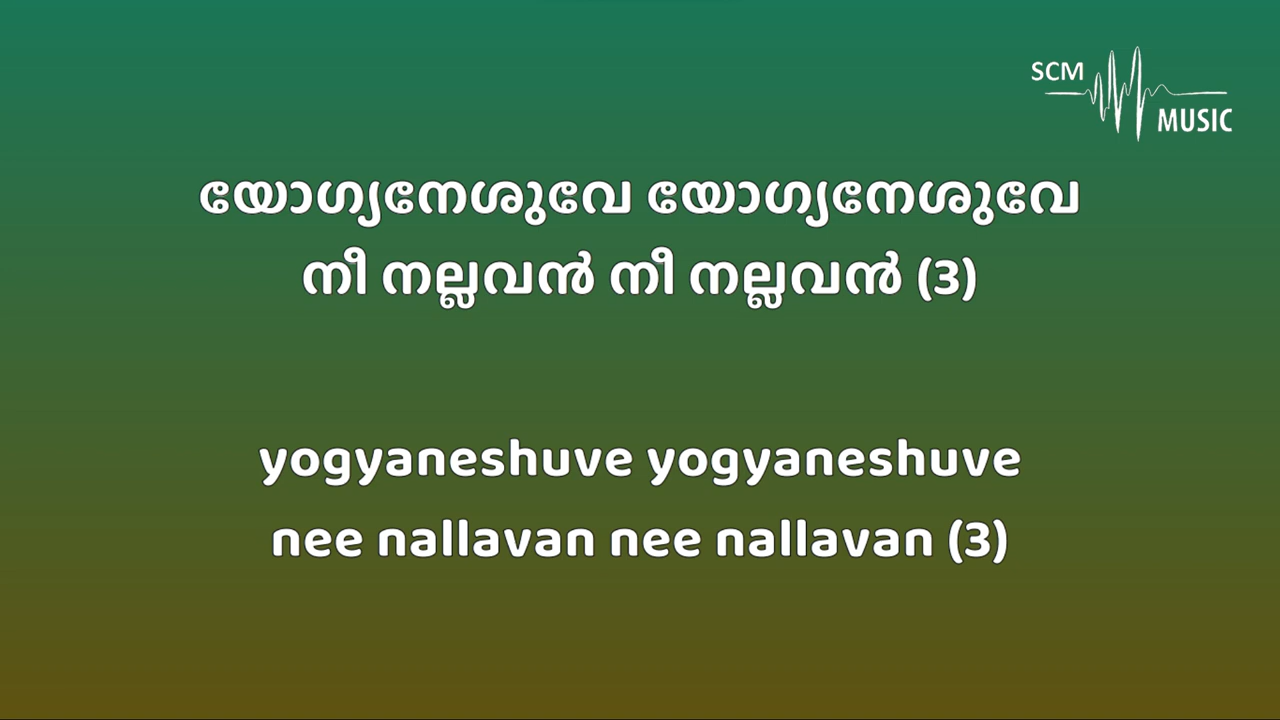 SCM
MUSIC
യോഗ്യനേശുവേ യോഗ്യനേശുവേ
നീ നല്ലവൻ നീ നല്ലവൻ (3)
yogyaneshuve yogyaneshuve
nee nallavan nee nallavan (3)